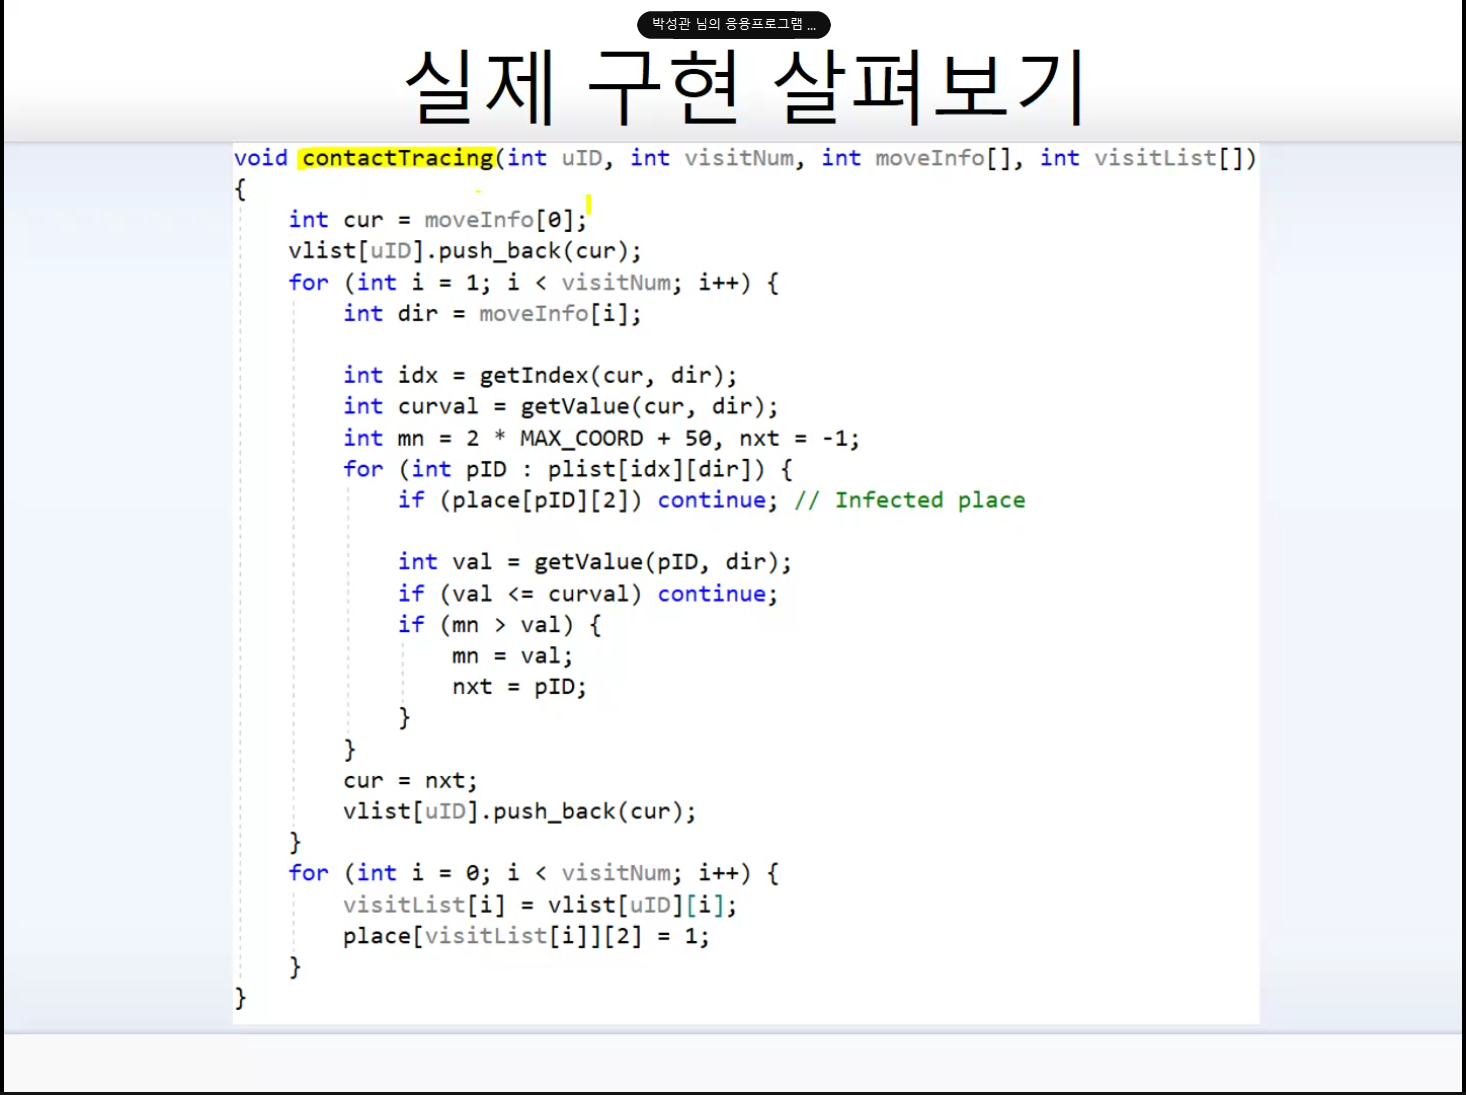 박성관 님의 응용프로그램 ...
실제 구현 살펴보기
void contactTracing(int uID, int visitNum, int moveInfo[], int visitList[])
{
    int cur = moveInfo[0];
    vlist[uID].push_back(cur);
    for (int i = 1; i < visitNum; i++) {
        int dir = moveInfo[i];
        int idx = getIndex(cur, dir);
        int curval = getValue(cur, dir);
        int mn = 2 * MAX_COORD + 50, nxt = -1;
        for (int pID : plist[idx][dir]) {
            if (place[pID][2]) continue; // Infected place
            int val = getValue(pID, dir);
            if (val <= curval) continue;
            if (mn > val) {
                mn = val;
                nxt = pID;
            }
        }
        cur = nxt;
        vlist[uID].push_back(cur);
    }
    for (int i = 0; i < visitNum; i++) {
        visitList[i] = vlist[uID][i];
        place[visitList[i]][2] = 1;
    }
}